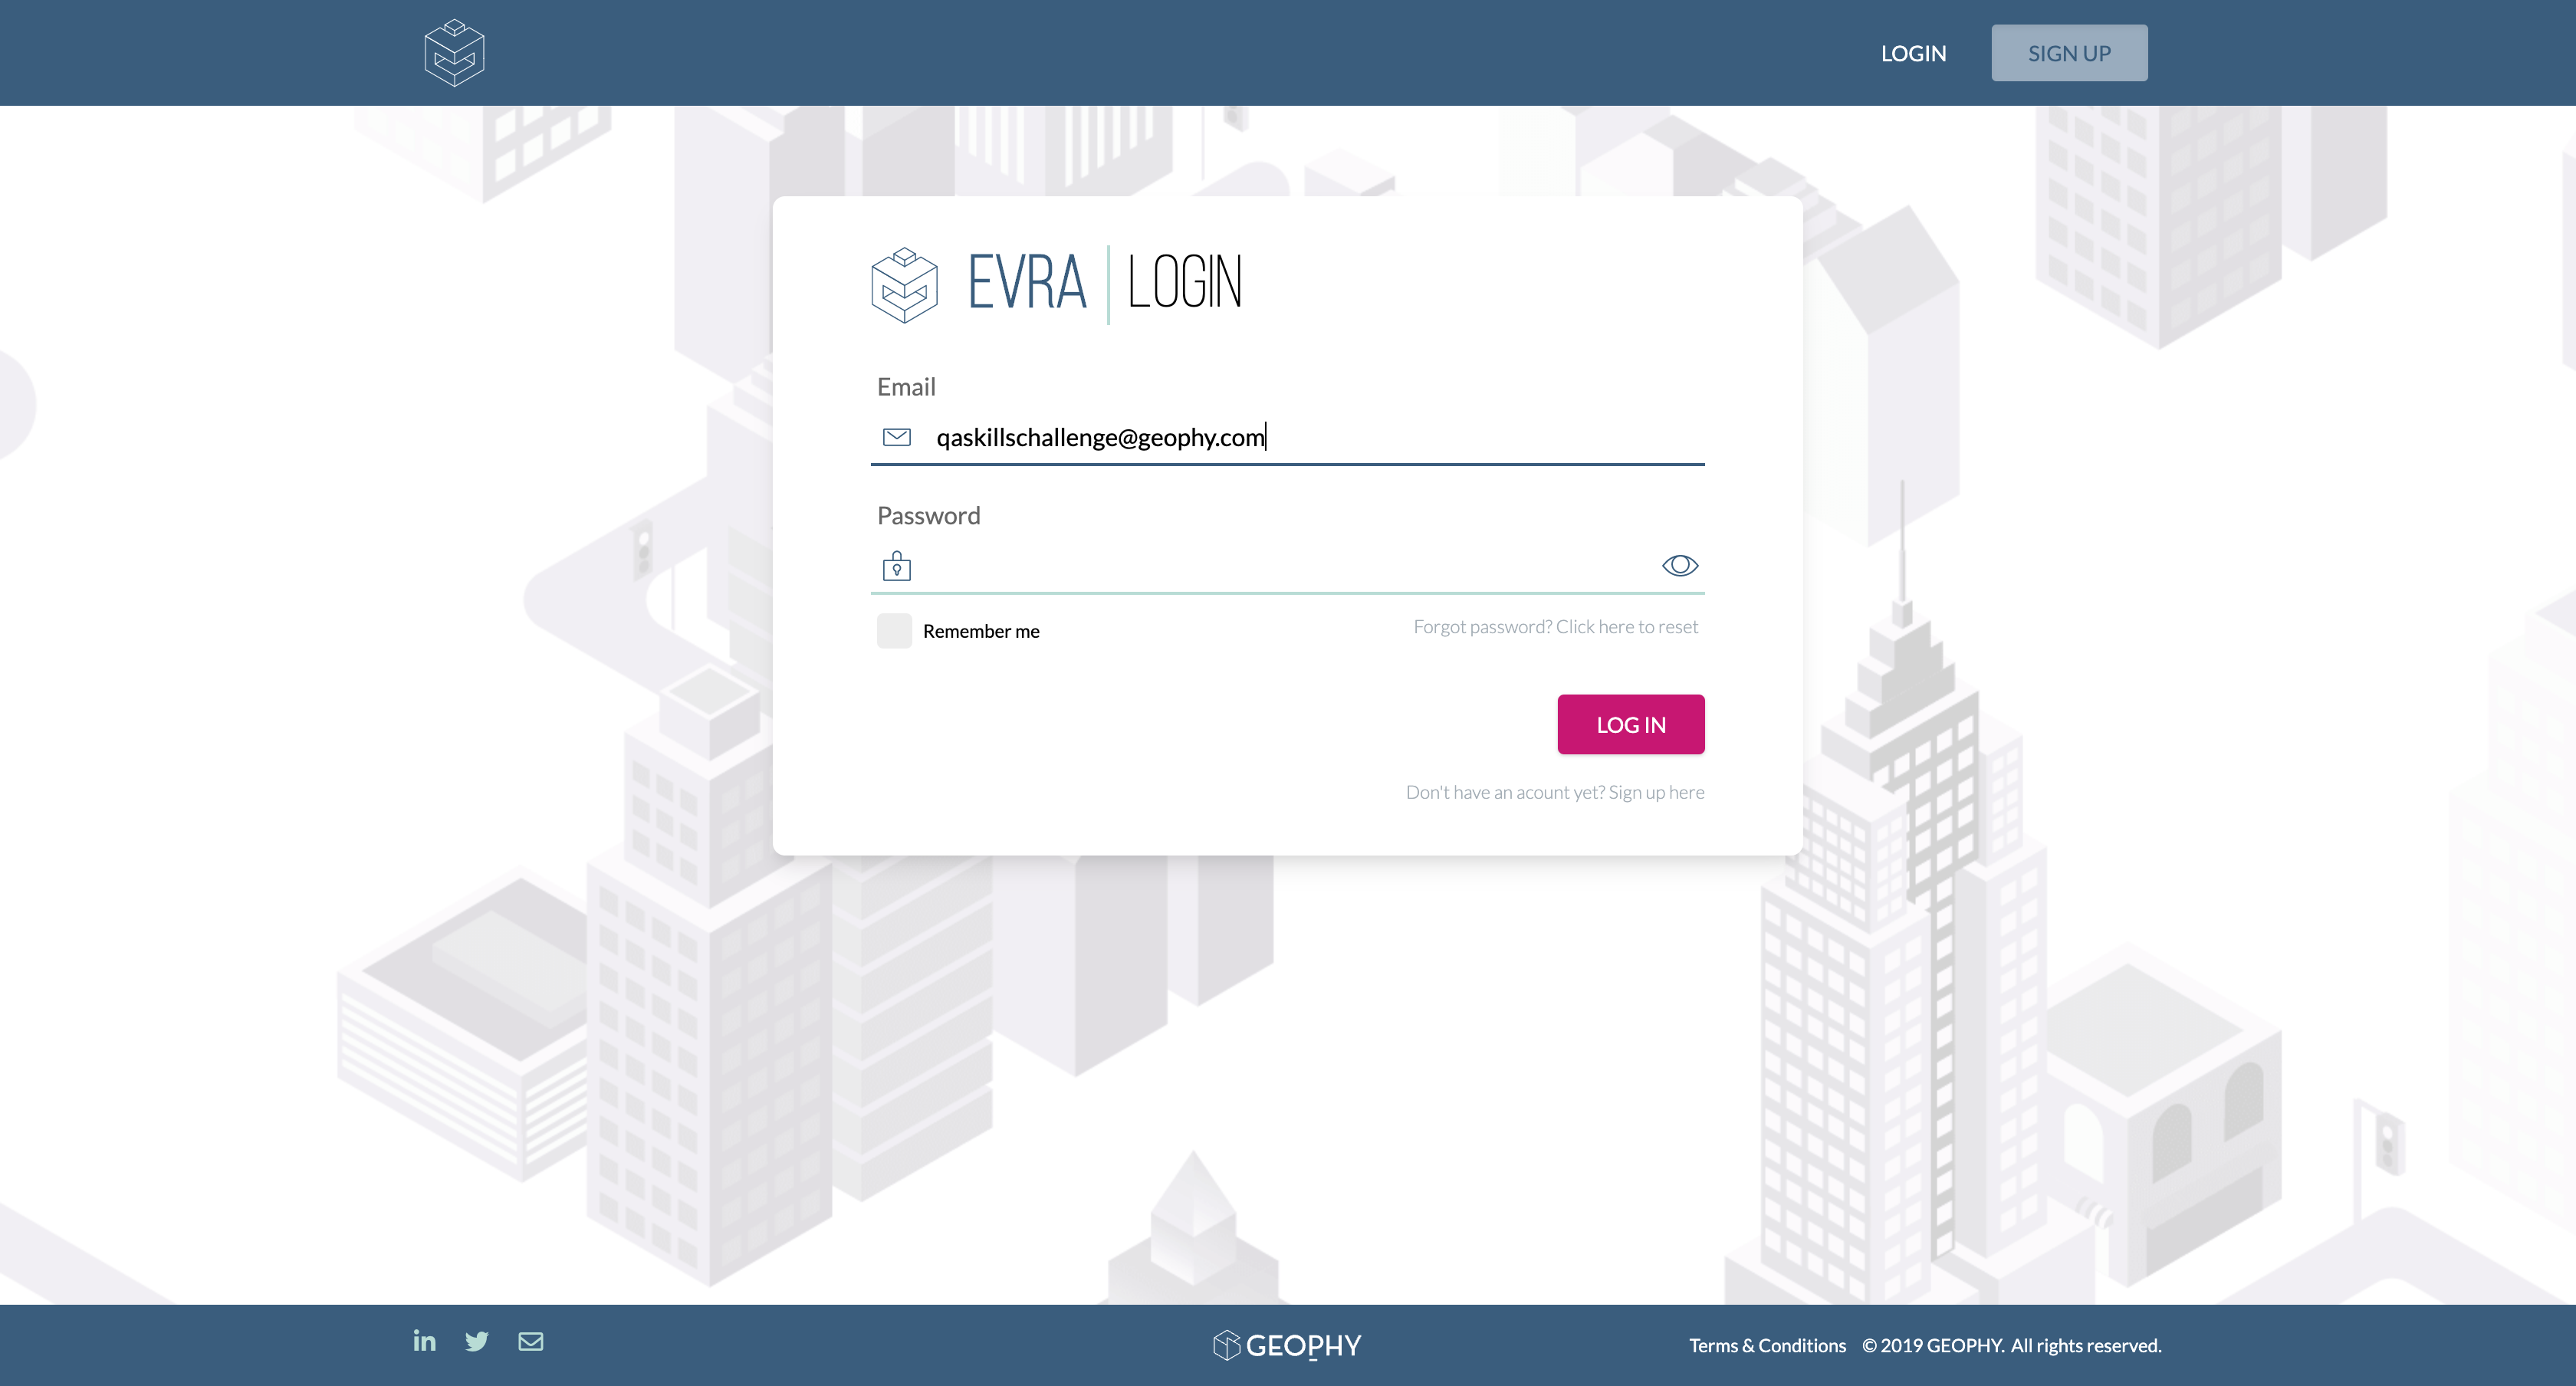 LOGIN
SIGN UP
EVRA LOGIN
Email
qaskillschallenge@geophy.com
Password
Remember me
Forgot password? Click here to reset
LOG IN
Don't have an acount yet? Sign up here
GEOPHY
Terms & Conditions © 2019 GEOPHY. All rights reserved.